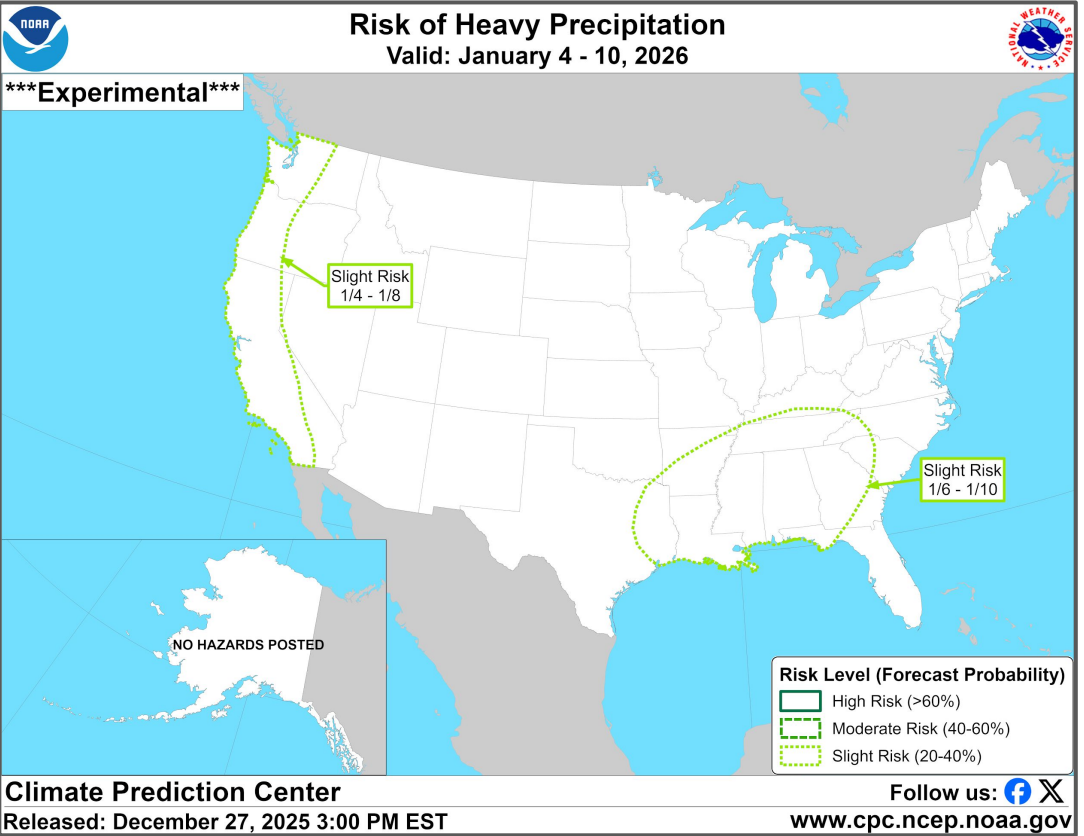 NOAA
Risk of Heavy Precipitation
Valid: January 4 - 10, 2026
NATIONAL WEATHER SERVICE
***Experimental***
Slight Risk
1/4 - 1/8
Slight Risk
1/6 - 1/10
NO HAZARDS POSTED
Risk Level (Forecast Probability)
High Risk (>60%)
Moderate Risk (40-60%)
Slight Risk (20-40%)
Climate Prediction Center
Follow us:
Released: December 27, 2025 3:00 PM EST
www.cpc.ncep.noaa.gov